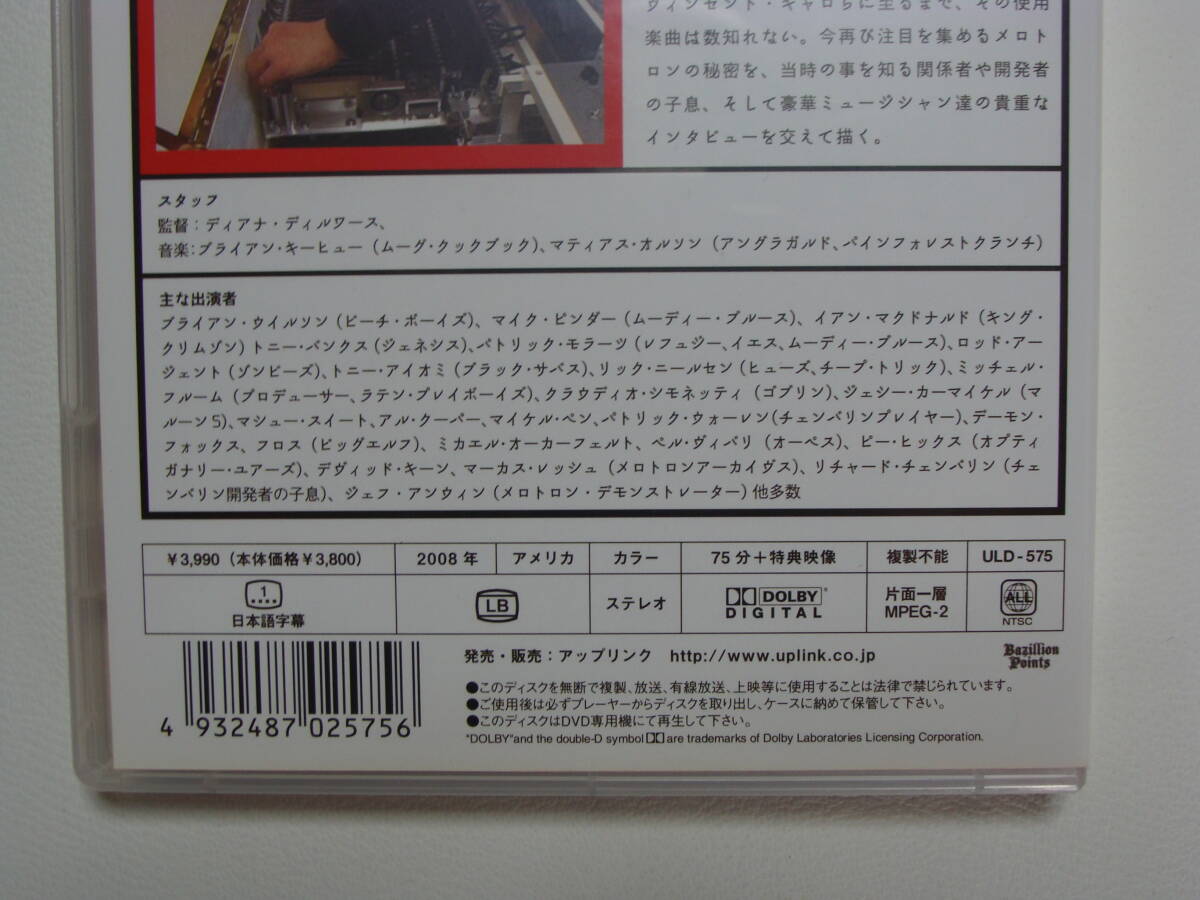 ヴィンセント・ギャロらに至るまで、その使用
楽曲は数知れない。今再び注目を集めるメロト
ロンの秘密を、当時の事を知る関係者や開発者
の子息、そして豪華ミュージシャン達の貴重な
インタビューを交えて描く。
スタッフ
監督：ディアナ・ディルワース、
音楽:ブライアン・キーヒュー (ムーグ・クックブック)、マティアス・オルソン (アングラガルド、パインフォレストクランチ)
主な出演者
ブライアン・ウイルソン (ビーチ・ボーイズ)、マイク・ピンダー (ムーディー・ブルース)、イアン・マクドナルド (キング・
クリムゾン) トニー・バンクス (ジェネシス)、パトリック・モラーツ (レフュジー、イエス、ムーディー・ブルース)、ロッド・アー
ジェント (ゾンビーズ)、トニー・アイオミ (ブラック・サバス)、リック・ニールセン (ヒューズ、チープ・トリック)、ミッチェル・
フルーム (プロデューサー、ラテン・プレイボーイズ)、クラウディオ・シモネッティ (ゴブリン)、ジェシー・カーマイケル (マ
ルーン5)、マシュー・スイート、アル・クーパー、マイケル・ペン、パトリック・ウォーレン(チェンバリンプレイヤー)、デーモン・
フォックス、フロス (ビッグエルフ)、ミカエル・オーカーフェルト、ペル・ヴィバリ (オーペス)、ピー・ヒックス (オプティ
ガナリー・ユアーズ)、デヴィッド・キーン、マーカス・レッシュ (メロトロンアーカイヴス)、リチャード・チェンバリン (チェ
ンバリン開発者の子息)、ジェフ・アンウィン (メロトロン・デモンストレーター) 他多数
¥3,990（本体価格¥3,800） 2008年 アメリカ カラー 75分＋特典映像 複製不能 ULD-575
1 日本語字幕 LB ステレオ DOLBY DIGITAL 片面一層 MPEG-2 ALL NTSC
発売・販売：アップリンク http://www.uplink.co.jp
Bazillion Points
●このディスクを無断で複製、放送、有線放送、上映等に使用することは法律で禁じられています。
●ご使用後は必ずプレーヤーからディスクを取り出し、ケースに納めて保管して下さい。
●このディスクはDVD専用機にて再生して下さい。
"DOLBY"and the double-D symbol are trademarks of Dolby Laboratories Licensing Corporation.
4 932487 025756